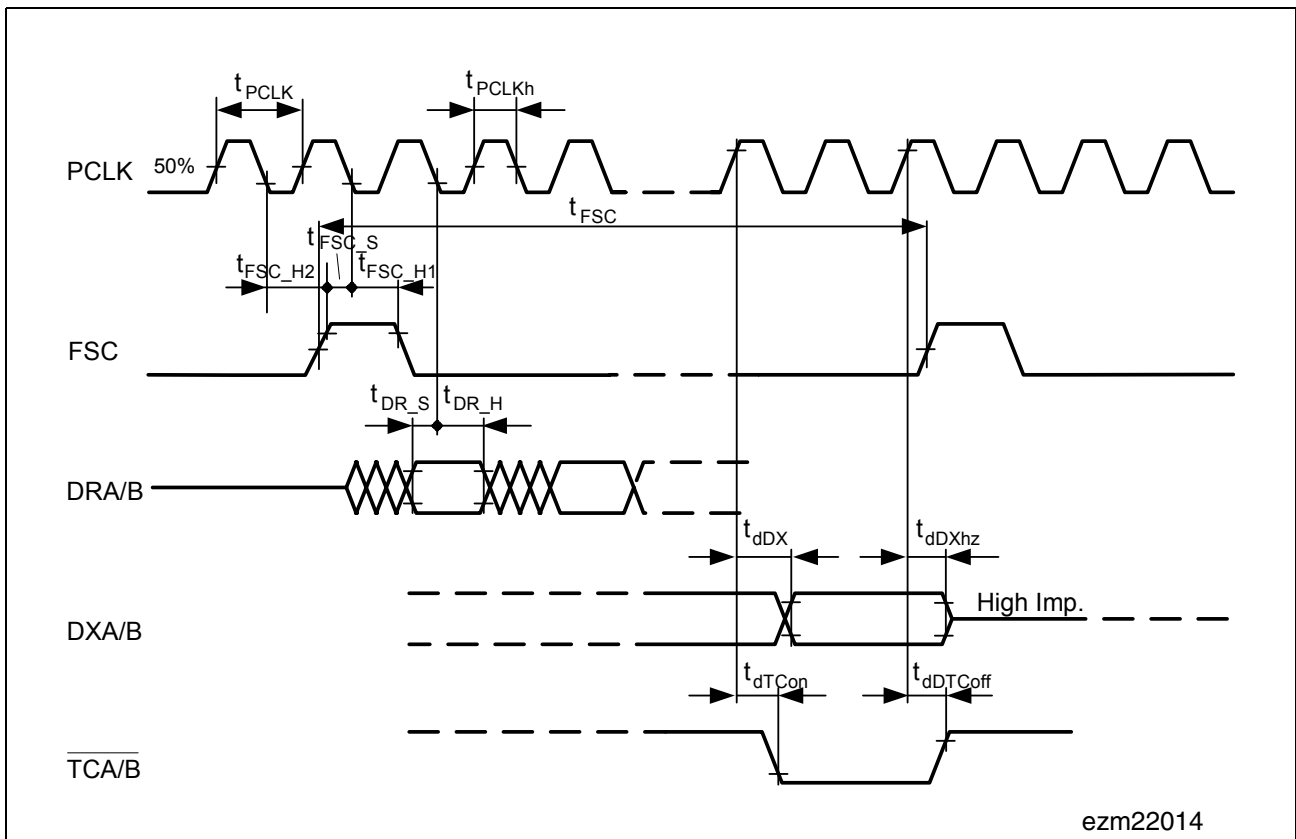 tPCLK
tPCLKh
PCLK
50%
tFSC
tFSC_S
tFSC_H2
tFSC_H1
FSC
tDR_S
tDR_H
DRA/B
tdDX
tdDXhz
High Imp.
DXA/B
tdTCon
tdDTCoff
TCA/B
ezm22014